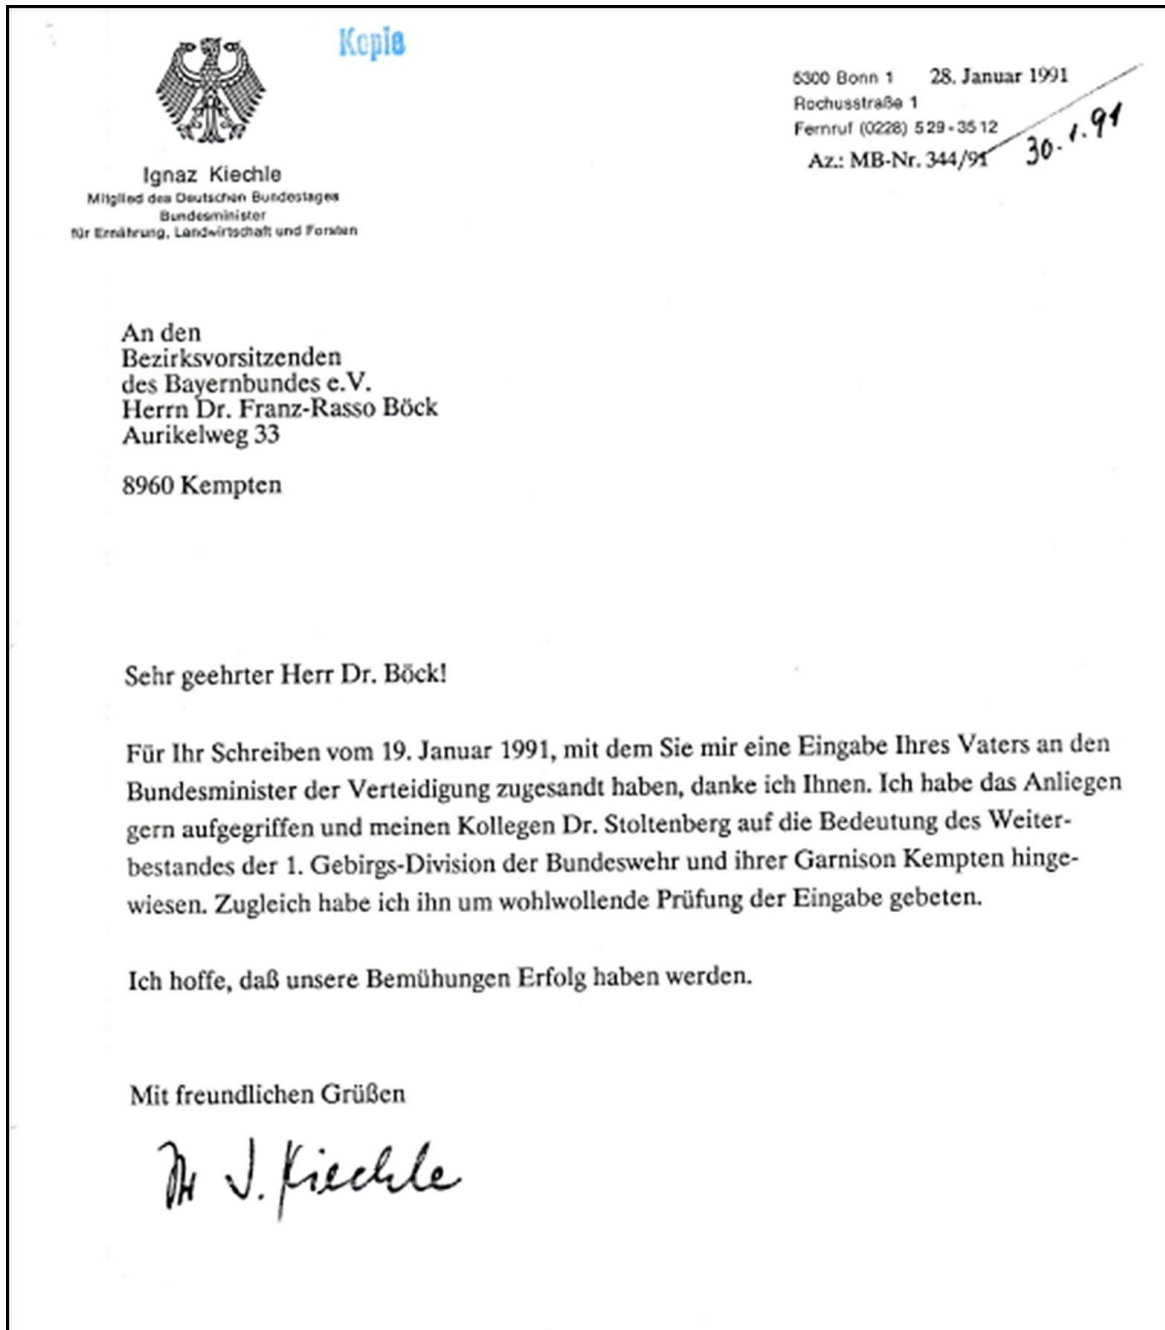 Kopie
5300 Bonn 1 28. Januar 1991
Rochusstraße 1
Fernruf (0228) 529-3512
Az.: MB-Nr. 344/91
30.1.91
Ignaz Kiechle
Mitglied des Deutschen Bundestages
Bundesminister
für Ernährung, Landwirtschaft und Forsten
An den
Bezirksvorsitzenden
des Bayernbundes e.V.
Herrn Dr. Franz-Rasso Böck
Aurikelweg 33
8960 Kempten
Sehr geehrter Herr Dr. Böck!
Für Ihr Schreiben vom 19. Januar 1991, mit dem Sie mir eine Eingabe Ihres Vaters an den
Bundesminister der Verteidigung zugesandt haben, danke ich Ihnen. Ich habe das Anliegen
gern aufgegriffen und meinen Kollegen Dr. Stoltenberg auf die Bedeutung des Weiter-
bestandes der 1. Gebirgs-Division der Bundeswehr und ihrer Garnison Kempten hinge-
wiesen. Zugleich habe ich ihn um wohlwollende Prüfung der Eingabe gebeten.
Ich hoffe, daß unsere Bemühungen Erfolg haben werden.
Mit freundlichen Grüßen
Ihr J. Kiechle